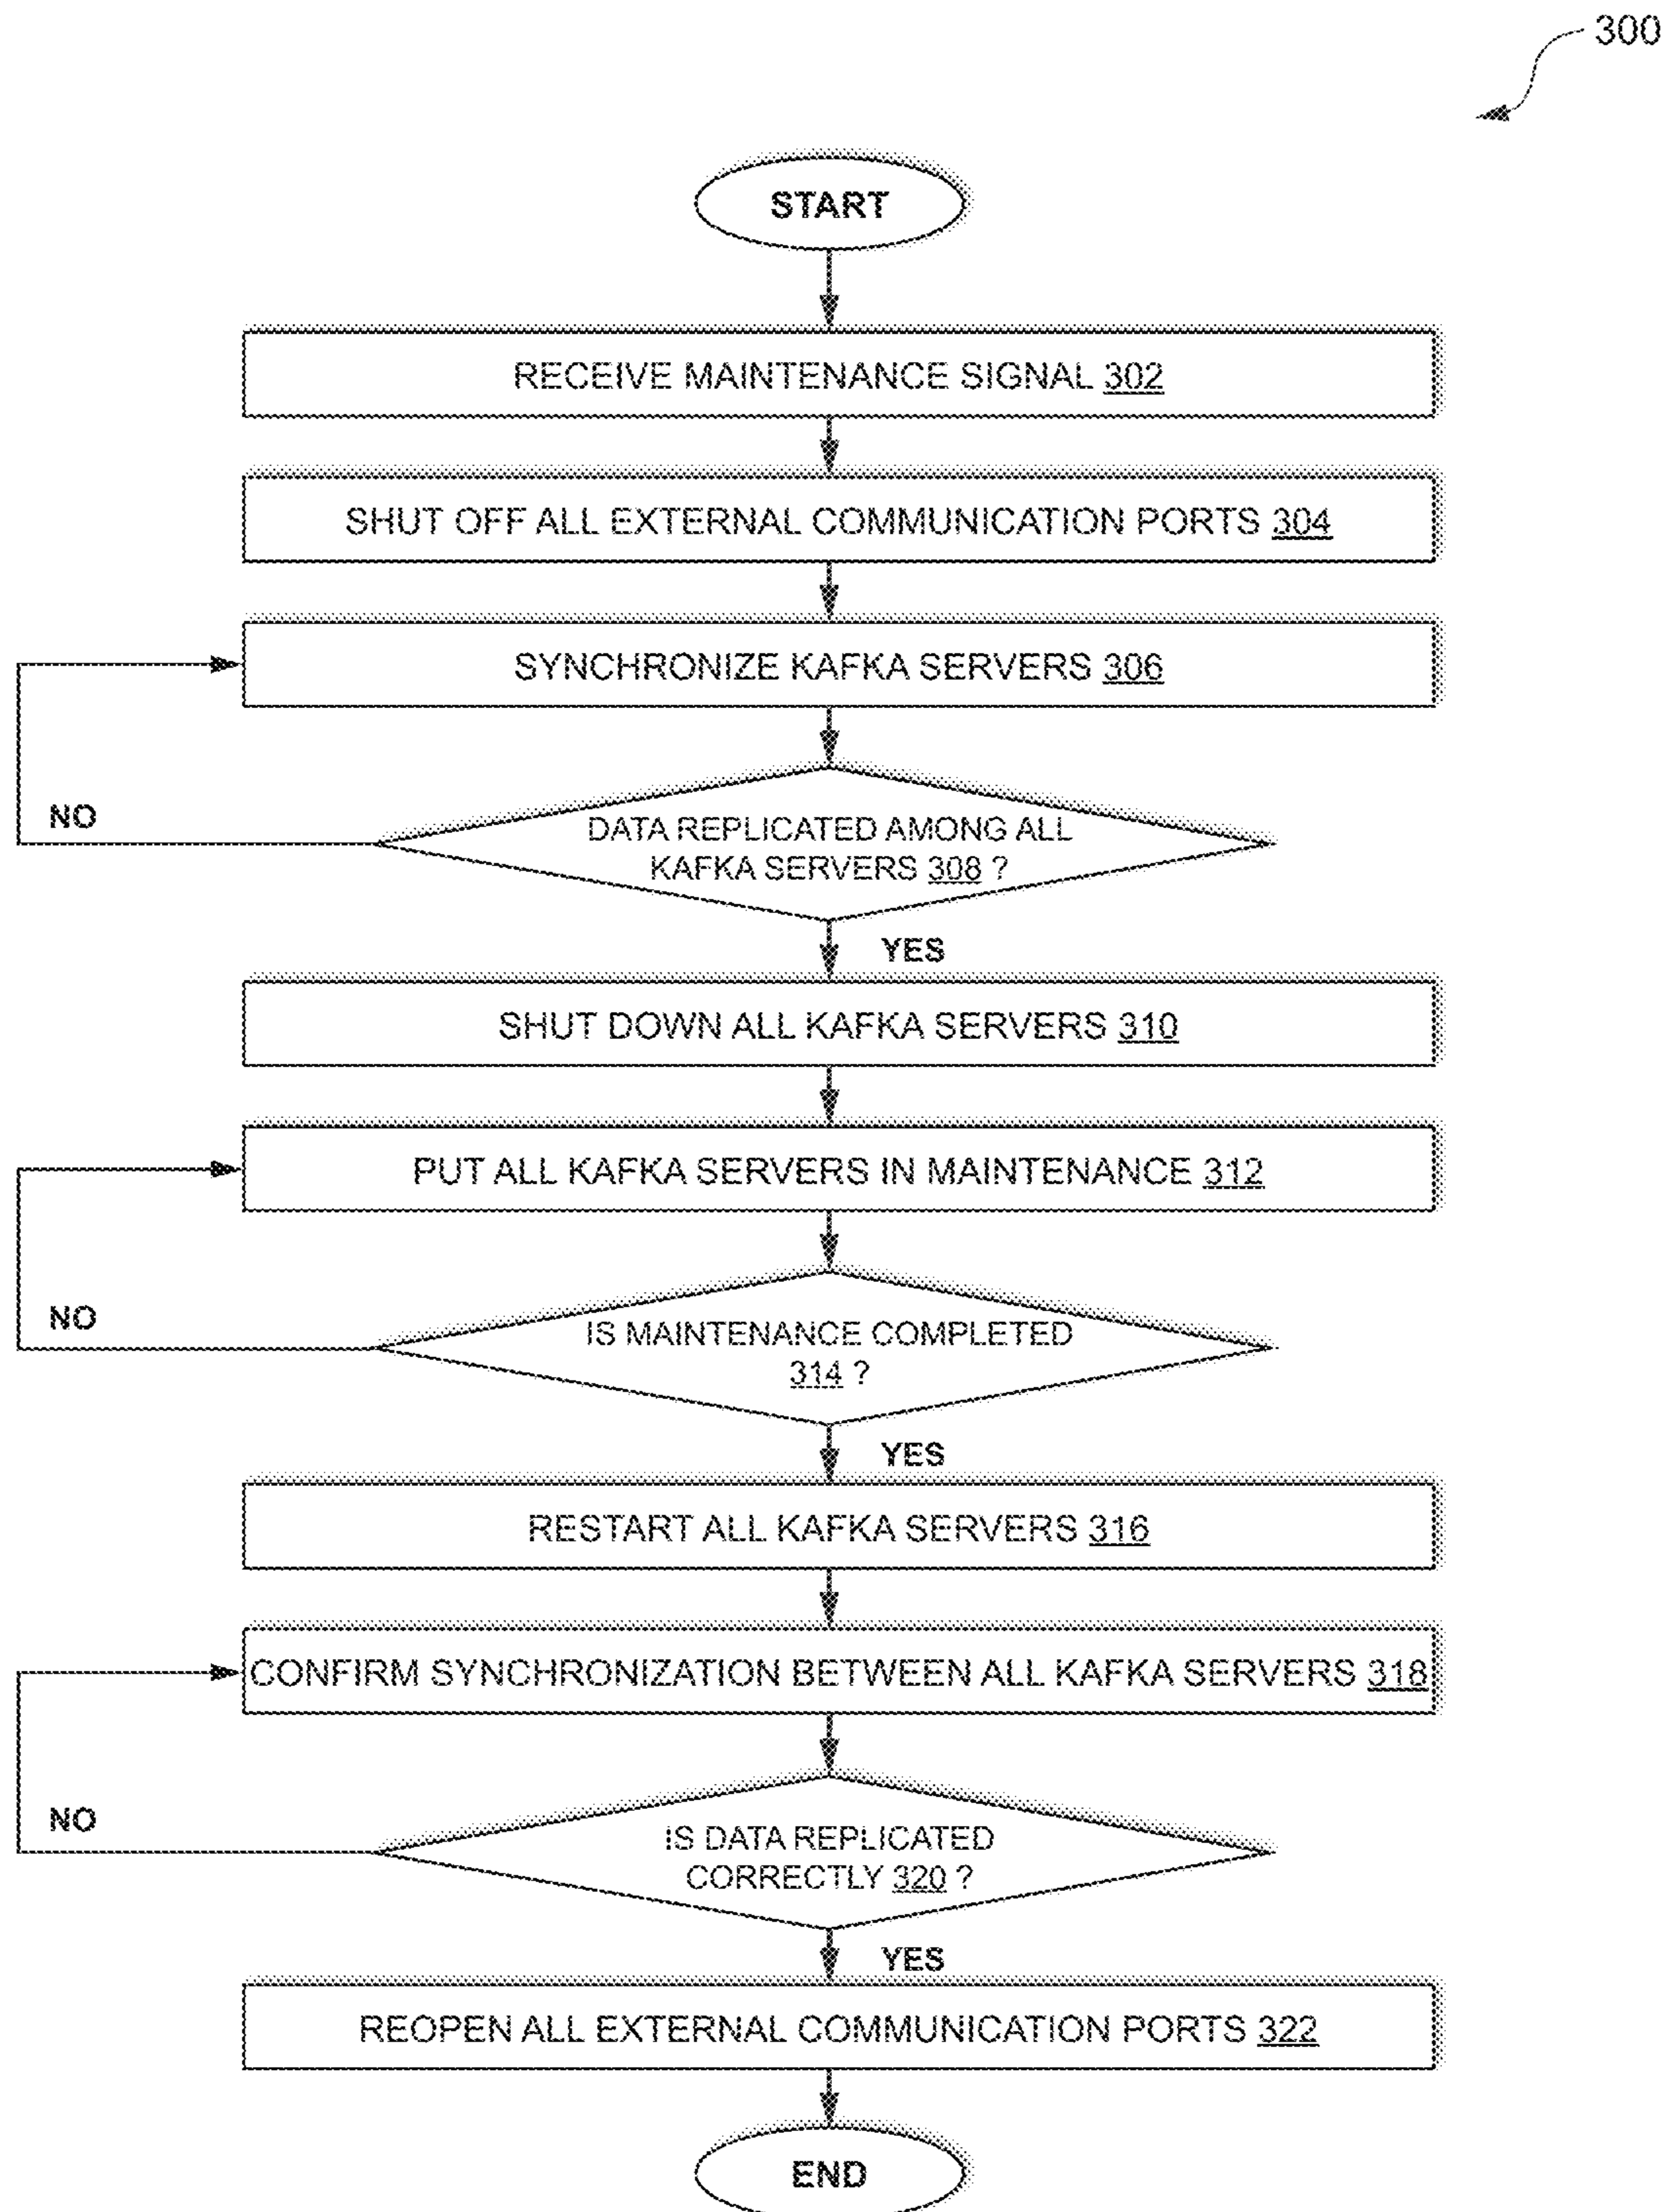 300
START
RECEIVE MAINTENANCE SIGNAL 302
SHUT OFF ALL EXTERNAL COMMUNICATION PORTS 304
SYNCHRONIZE KAFKA SERVERS 306
NO
DATA REPLICATED AMONG ALL
KAFKA SERVERS 308 ?
YES
SHUT DOWN ALL KAFKA SERVERS 310
PUT ALL KAFKA SERVERS IN MAINTENANCE 312
NO
IS MAINTENANCE COMPLETED
314 ?
YES
RESTART ALL KAFKA SERVERS 316
CONFIRM SYNCHRONIZATION BETWEEN ALL KAFKA SERVERS 318
NO
IS DATA REPLICATED
CORRECTLY 320 ?
YES
REOPEN ALL EXTERNAL COMMUNICATION PORTS 322
END